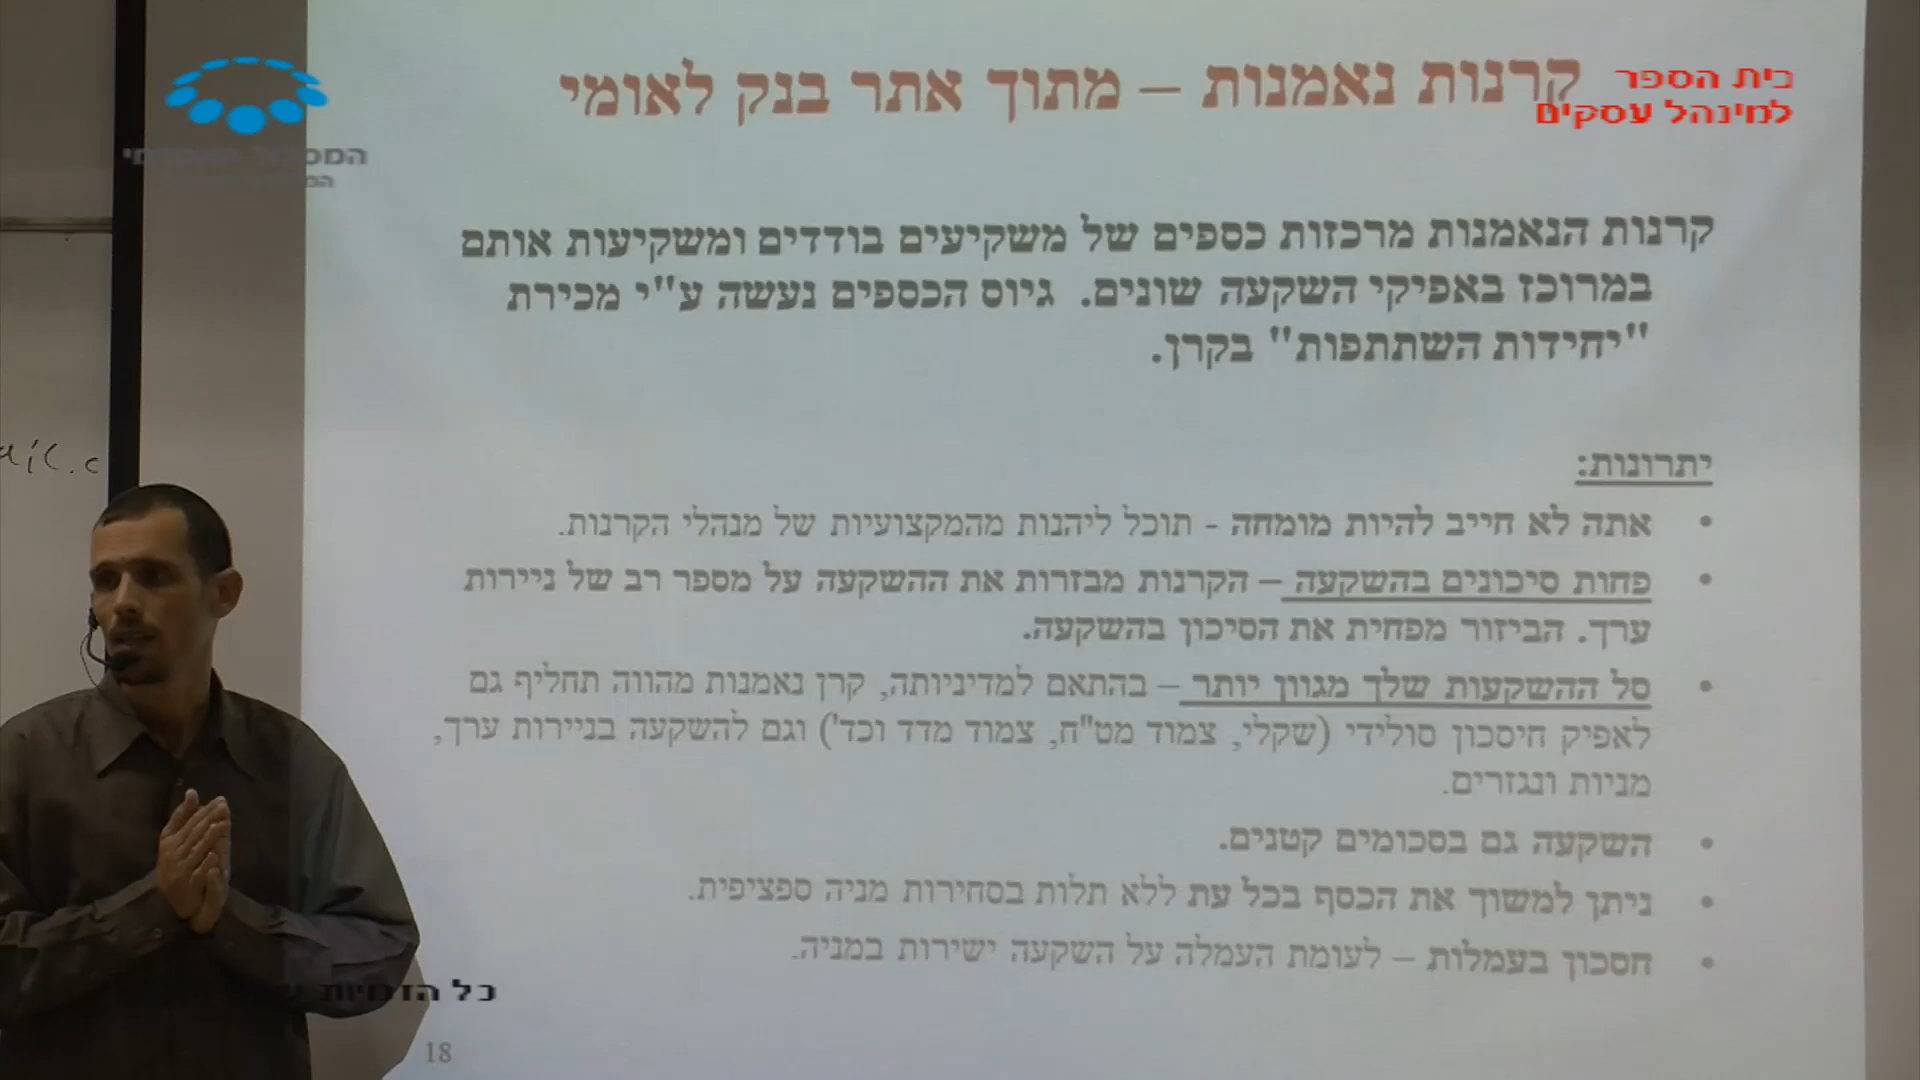 קרנות נאמנות – מתוך אתר בנק לאומי
בית הספר
למינהל עסקים
קרנות הנאמנות מרכזות כספים של משקיעים בודדים ומשקיעות אותם
במרוכז באפיקי השקעה שונים. גיוס הכספים נעשה ע"י מכירת
"יחידות השתתפות" בקרן.
יתרונות:
• אתה לא חייב להיות מומחה - תוכל ליהנות מהמקצועיות של מנהלי הקרנות.
• פחות סיכונים בהשקעה – הקרנות מבזרות את ההשקעה על מספר רב של ניירות
ערך. הביזור מפחית את הסיכון בהשקעה.
• סל ההשקעות שלך מגוון יותר – בהתאם למדיניותה, קרן נאמנות מהווה תחליף גם
לאפיק חיסכון סולידי (שקלי, צמוד מט"ח, צמוד מדד וכד') וגם להשקעה בניירות ערך,
מניות ונגזרים.
• השקעה גם בסכומים קטנים.
• ניתן למשוך את הכסף בכל עת ללא תלות בסחירות מניה ספציפית.
• חסכון בעמלות – לעומת העמלה על השקעה ישירות במניה.
המסלול האקדמי
כל הזכויות
18